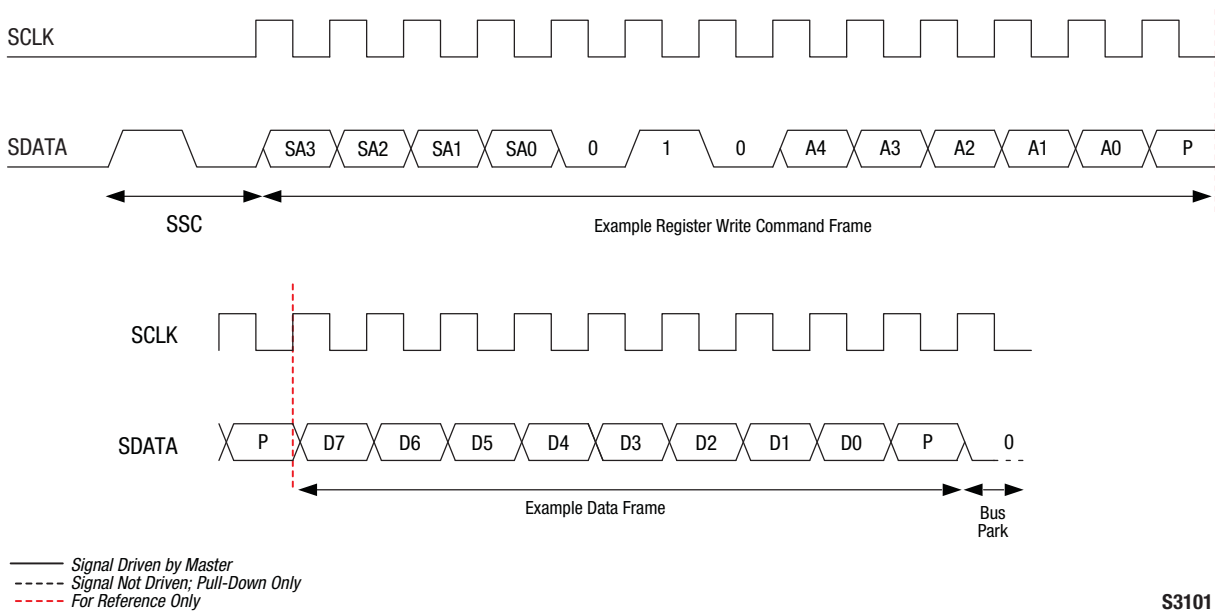 SCLK
SDATA SA3 SA2 SA1 SA0 0 1 0 A4 A3 A2 A1 A0 P
SSC
Example Register Write Command Frame
SCLK
SDATA P D7 D6 D5 D4 D3 D2 D1 D0 P 0
Example Data Frame
Bus
Park
Signal Driven by Master
Signal Not Driven; Pull-Down Only
For Reference Only
S3101